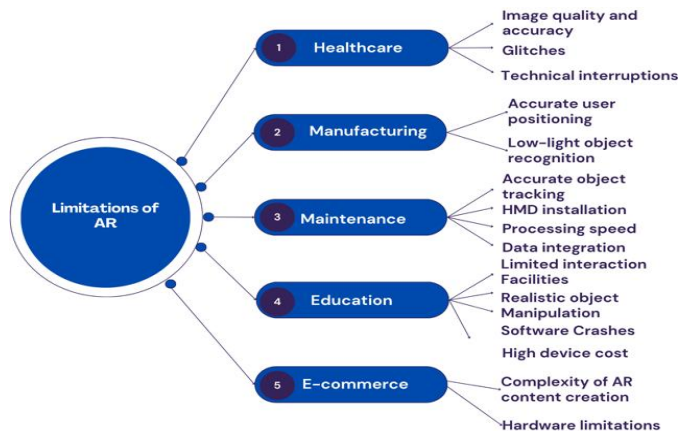 Limitations of
AR
1 Healthcare
Image quality and
accuracy
Glitches
Technical interruptions
2 Manufacturing
Accurate user
positioning
Low-light object
recognition
3 Maintenance
Accurate object
tracking
HMD installation
Processing speed
Data integration
4 Education
Limited interaction
Facilities
Realistic object
Manipulation
Software Crashes
High device cost
5 E-commerce
Complexity of AR
content creation
Hardware limitations